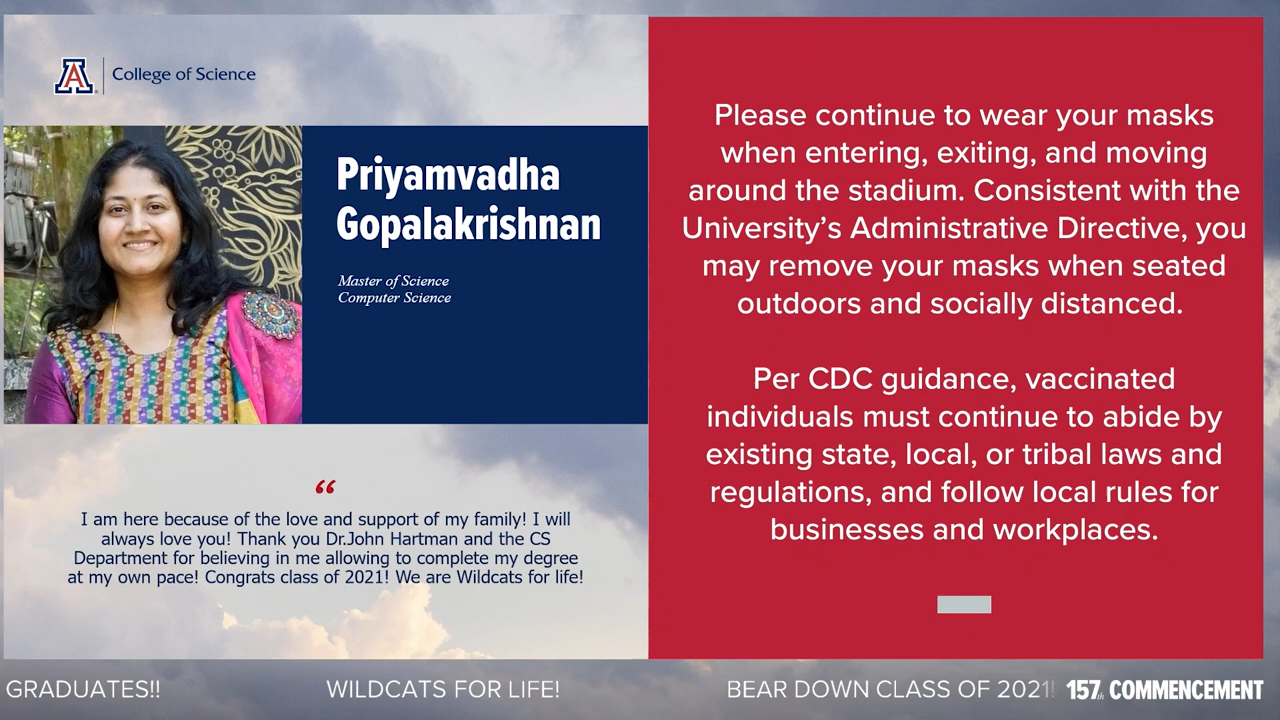 A
College of Science
Priyamvadha
Gopalakrishnan
Master of Science
Computer Science
“
I am here because of the love and support of my family! I will
always love you! Thank you Dr.John Hartman and the CS
Department for believing in me allowing to complete my degree
at my own pace! Congrats class of 2021! We are Wildcats for life!
Please continue to wear your masks
when entering, exiting, and moving
around the stadium. Consistent with the
University’s Administrative Directive, you
may remove your masks when seated
outdoors and socially distanced.
Per CDC guidance, vaccinated
individuals must continue to abide by
existing state, local, or tribal laws and
regulations, and follow local rules for
businesses and workplaces.
GRADUATES!! WILDCATS FOR LIFE! BEAR DOWN CLASS OF 2021! 157th COMMENCEMENT